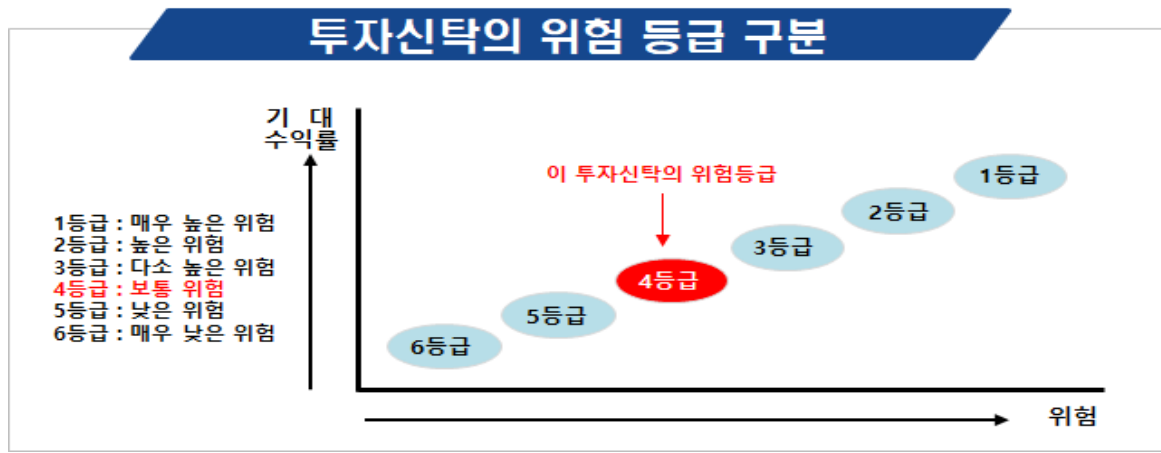 투자신탁의 위험 등급 구분
기 대
수익률
이 투자신탁의 위험등급
1등급
2등급
3등급
4등급
5등급
6등급
1등급 : 매우 높은 위험
2등급 : 높은 위험
3등급 : 다소 높은 위험
4등급 : 보통 위험
5등급 : 낮은 위험
6등급 : 매우 낮은 위험
위험